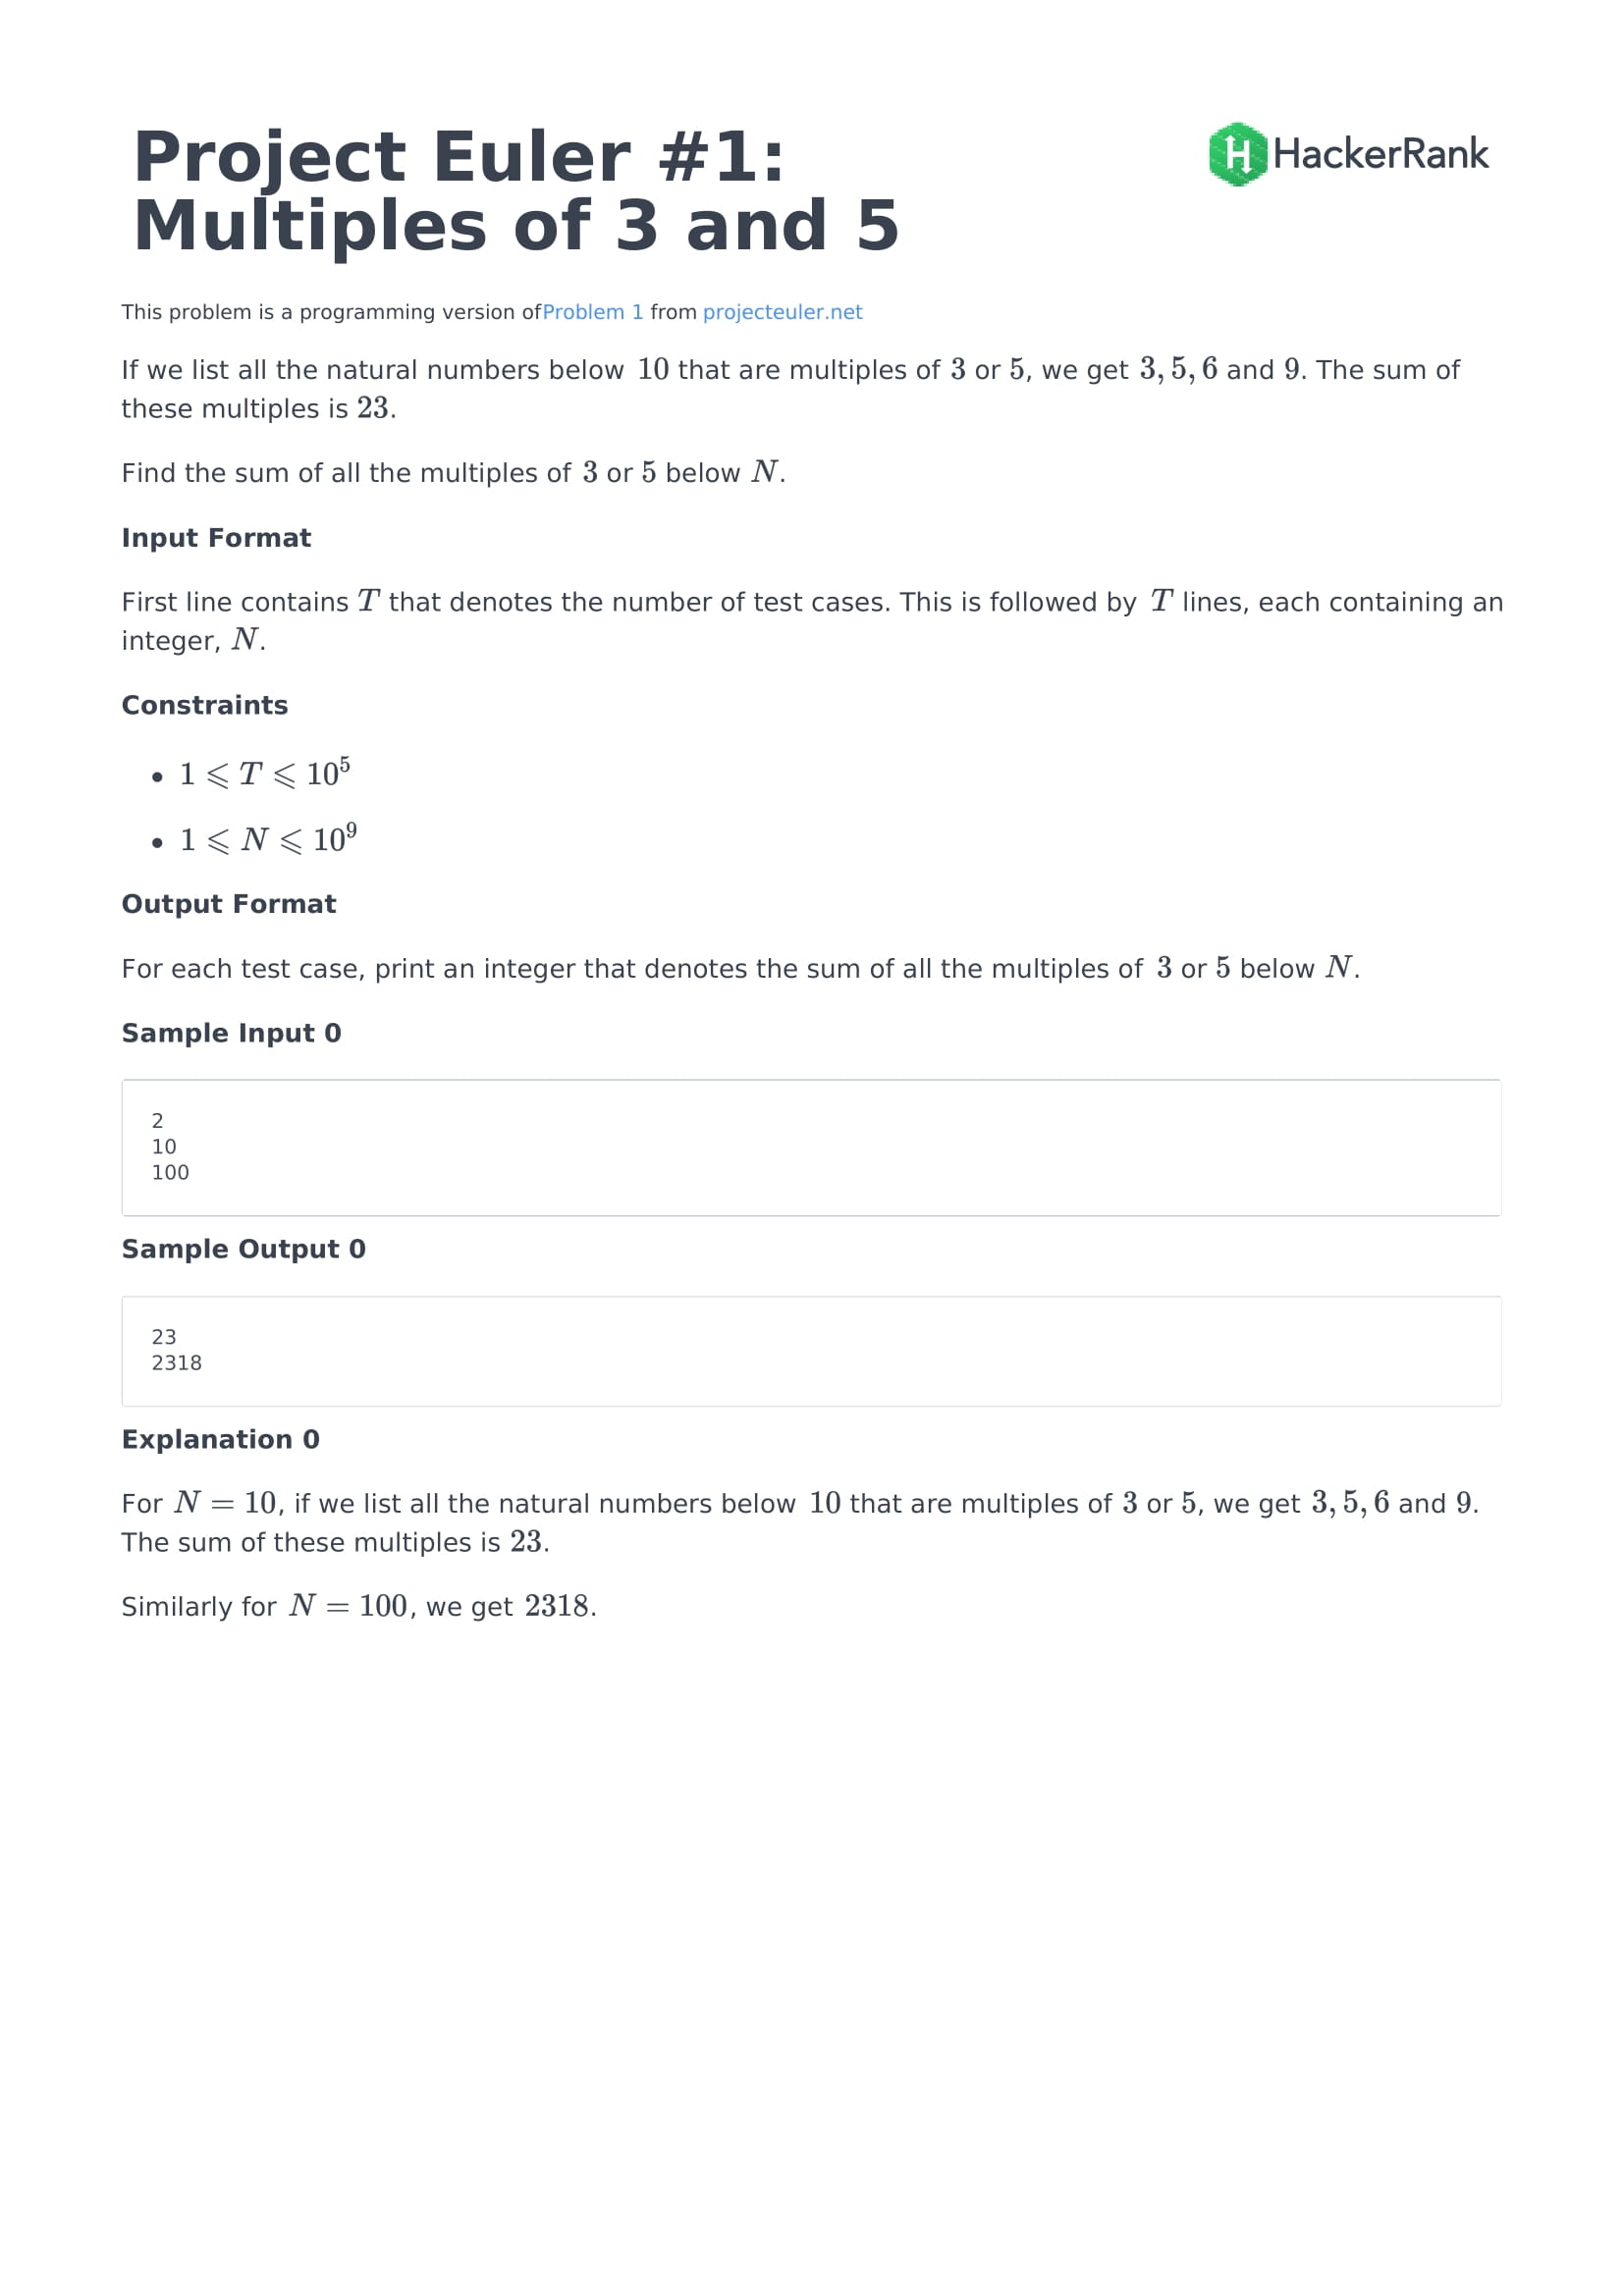 Project Euler #1:
Multiples of 3 and 5
HackerRank
This problem is a programming version ofProblem 1 from projecteuler.net
If we list all the natural numbers below 10 that are multiples of 3 or 5, we get 3, 5, 6 and 9. The sum of
these multiples is 23.
Find the sum of all the multiples of 3 or 5 below N.
Input Format
First line contains T that denotes the number of test cases. This is followed by T lines, each containing an
integer, N.
Constraints
• 1 ⩽ T ⩽ 10⁵
• 1 ⩽ N ⩽ 10⁹
Output Format
For each test case, print an integer that denotes the sum of all the multiples of 3 or 5 below N.
Sample Input 0
2
10
100
Sample Output 0
23
2318
Explanation 0
For N = 10, if we list all the natural numbers below 10 that are multiples of 3 or 5, we get 3, 5, 6 and 9.
The sum of these multiples is 23.
Similarly for N = 100, we get 2318.